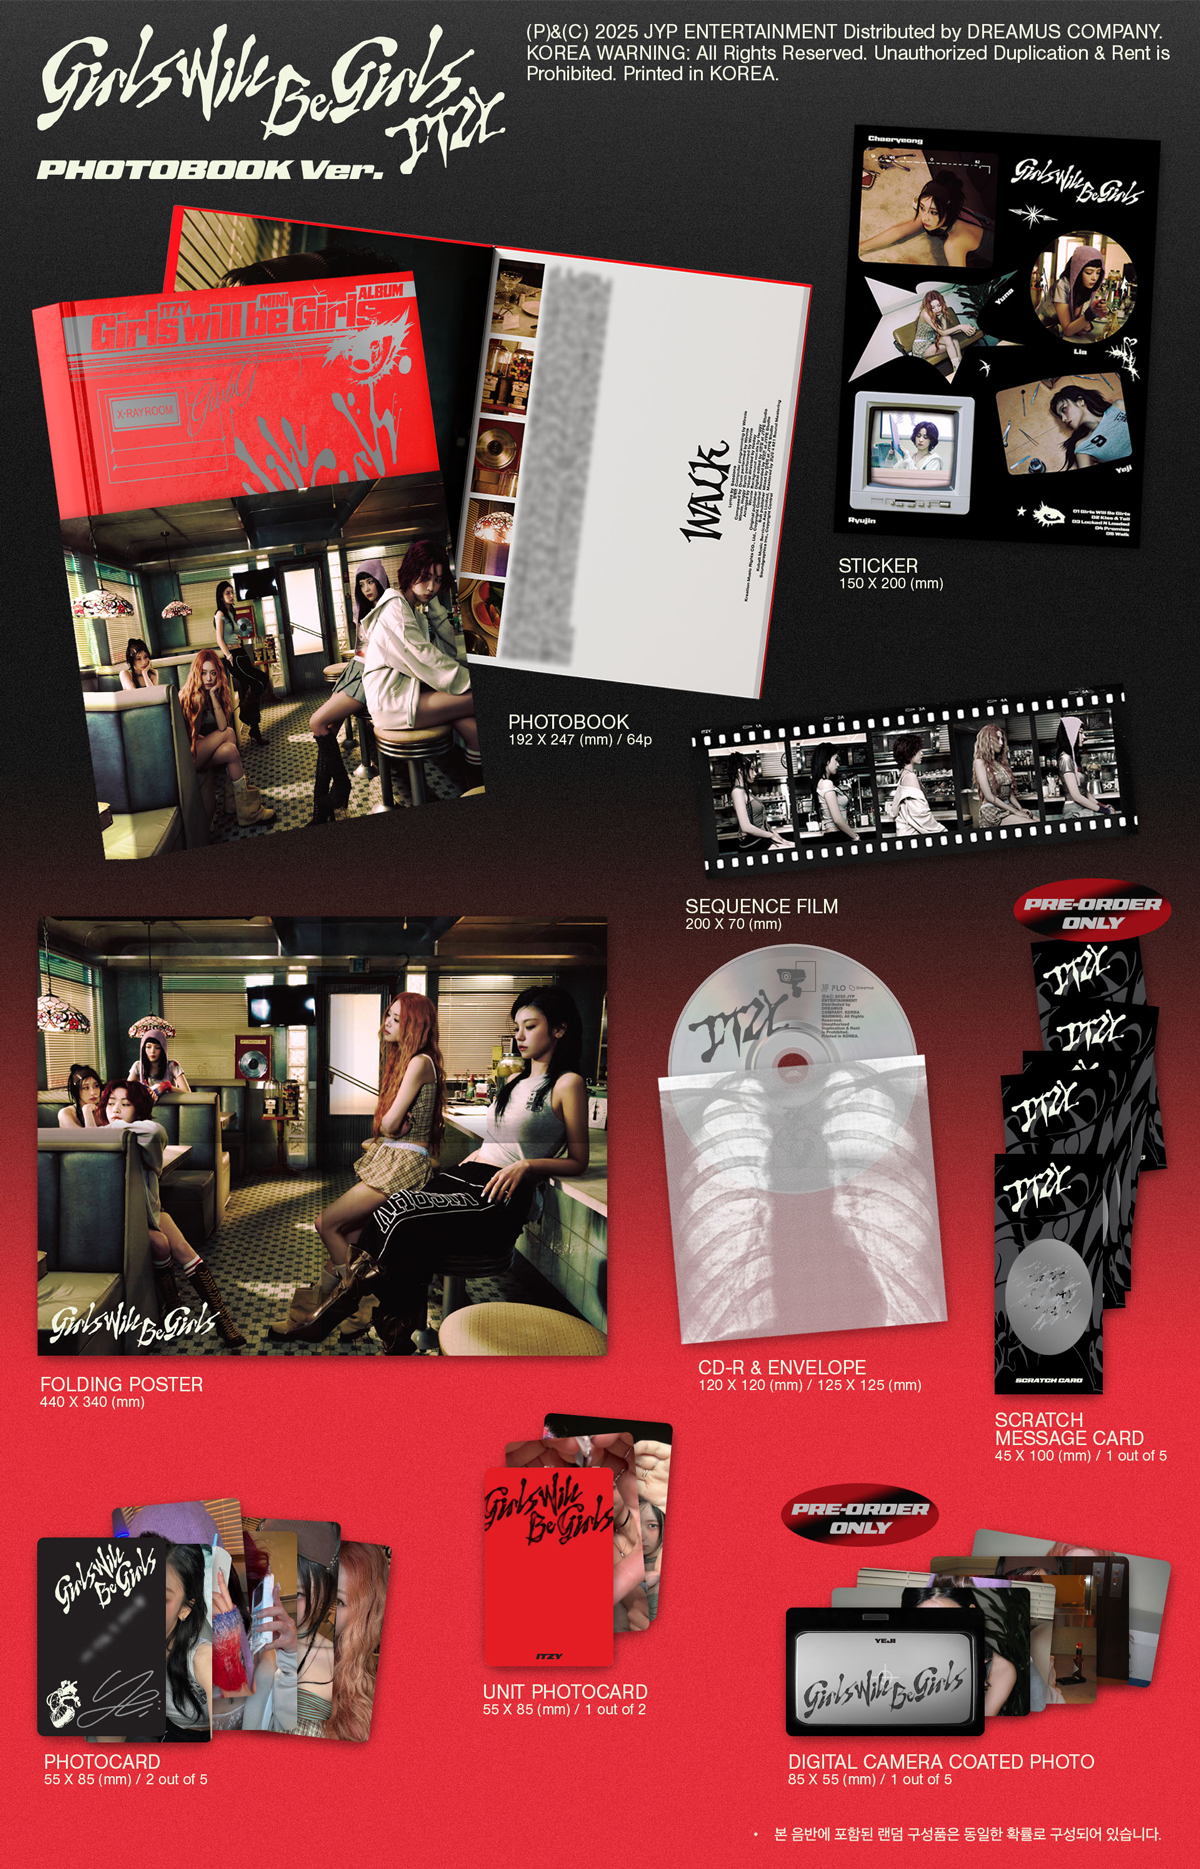 Girls Will Be Girls
ITZY
PHOTOBOOK Ver.
(P)&(C) 2025 JYP ENTERTAINMENT Distributed by DREAMUS COMPANY.
KOREA WARNING: All Rights Reserved. Unauthorized Duplication & Rent is
Prohibited. Printed in KOREA.
Chaeryeong
Girls Will Be Girls
Yuna
Lia
Yeji
Ryujin
01 Girls Will Be Girls
02 Kiss & Tell
03 Locked N Loaded
04 Promise
05 Walk
STICKER
150 X 200 (mm)
ITZY MINI ALBUM
Girls will be Girls
X-RAY ROOM
WALK
PHOTOBOOK
192 X 247 (mm) / 64p
SEQUENCE FILM
200 X 70 (mm)
PRE-ORDER
ONLY
ITZY
ITZY
ITZY
ITZY
SCRATCH CARD
SCRATCH
MESSAGE CARD
45 X 100 (mm) / 1 out of 5
Girls Will Be Girls
FOLDING POSTER
440 X 340 (mm)
ITZY
CD-R & ENVELOPE
120 X 120 (mm) / 125 X 125 (mm)
Girls Will
Be Girls
PHOTOCARD
55 X 85 (mm) / 2 out of 5
Girls Will
Be Girls
ITZY
UNIT PHOTOCARD
55 X 85 (mm) / 1 out of 2
PRE-ORDER
ONLY
YEJI
Girls Will Be Girls
DIGITAL CAMERA COATED PHOTO
85 X 55 (mm) / 1 out of 5
• 본 음반에 포함된 랜덤 구성품은 동일한 확률로 구성되어 있습니다.